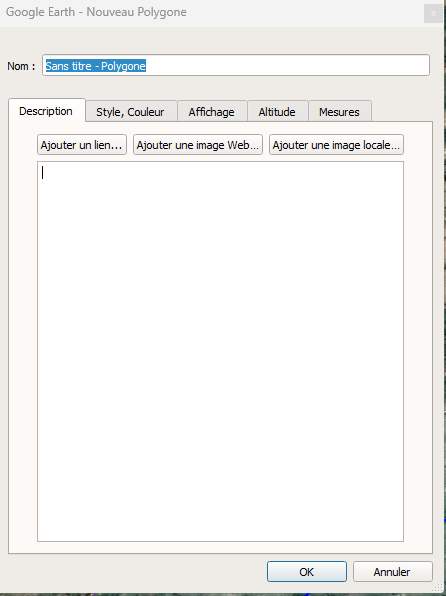 Google Earth - Nouveau Polygone
x
Nom :
Sans titre - Polygone
Description
Style, Couleur
Affichage
Altitude
Mesures
Ajouter un lien...
Ajouter une image Web...
Ajouter une image locale...
OK
Annuler